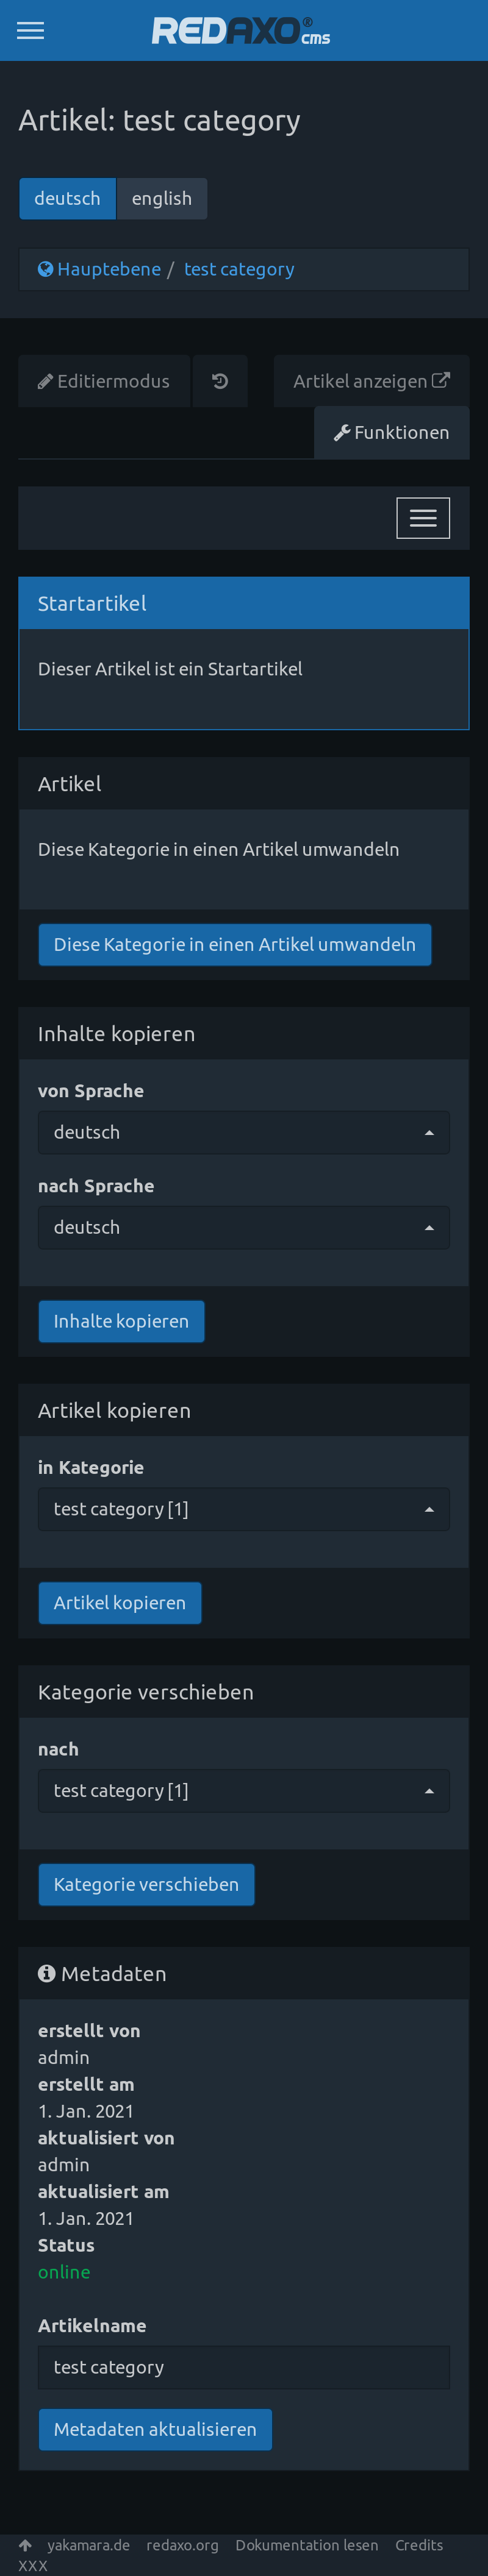 REDAXO® cms
Artikel: test category
deutsch english
Hauptebene / test category
Editiermodus Artikel anzeigen
Funktionen
Startartikel
Dieser Artikel ist ein Startartikel
Artikel
Diese Kategorie in einen Artikel umwandeln
Diese Kategorie in einen Artikel umwandeln
Inhalte kopieren
von Sprache
deutsch
nach Sprache
deutsch
Inhalte kopieren
Artikel kopieren
in Kategorie
test category [1]
Artikel kopieren
Kategorie verschieben
nach
test category [1]
Kategorie verschieben
Metadaten
erstellt von
admin
erstellt am
1. Jan. 2021
aktualisiert von
admin
aktualisiert am
1. Jan. 2021
Status
online
Artikelname
test category
Metadaten aktualisieren
yakamara.de redaxo.org Dokumentation lesen Credits
XXX